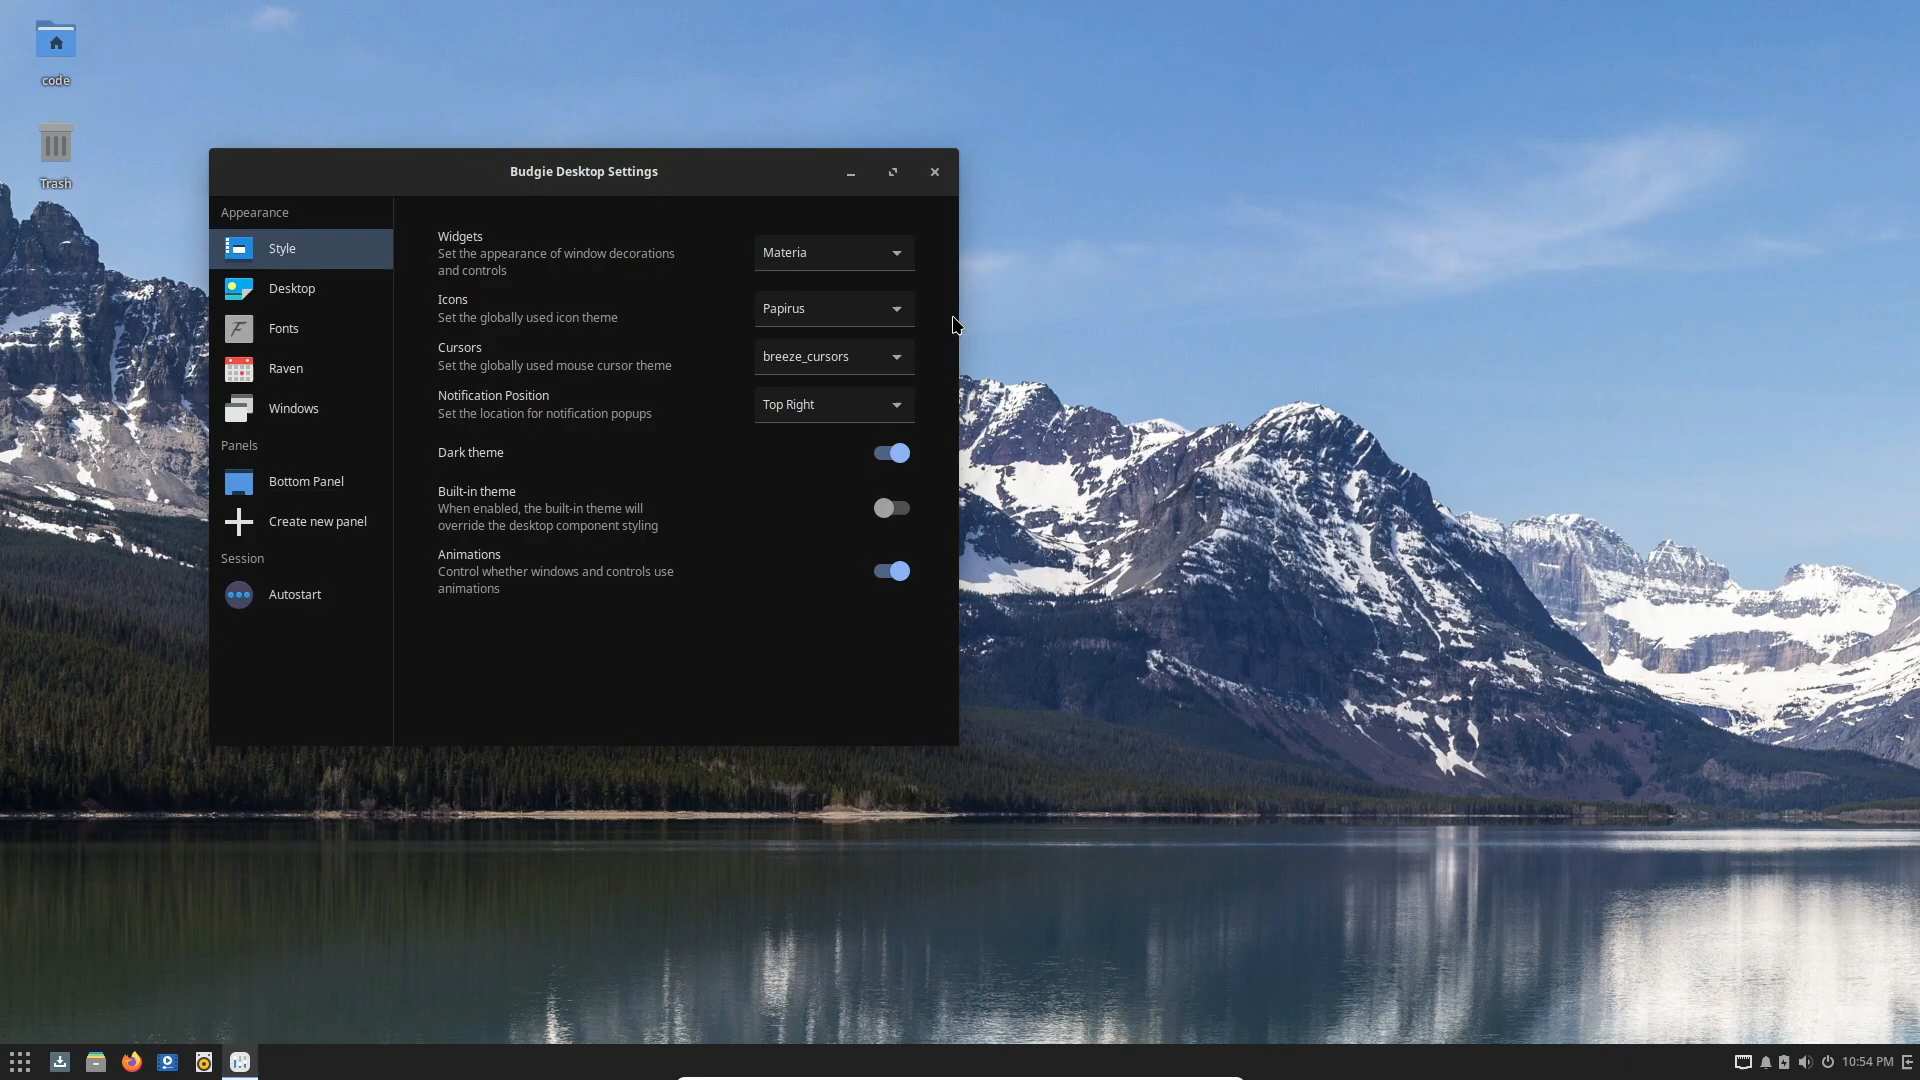 code
Trash
Budgie Desktop Settings
Appearance
Style
Desktop
Fonts
Raven
Windows
Panels
Bottom Panel
Create new panel
Session
Autostart
Widgets
Set the appearance of window decorations
and controls
Materia
Icons
Set the globally used icon theme
Papirus
Cursors
Set the globally used mouse cursor theme
breeze_cursors
Notification Position
Set the location for notification popups
Top Right
Dark theme
Built-in theme
When enabled, the built-in theme will
override the desktop component styling
Animations
Control whether windows and controls use
animations
10:54 PM